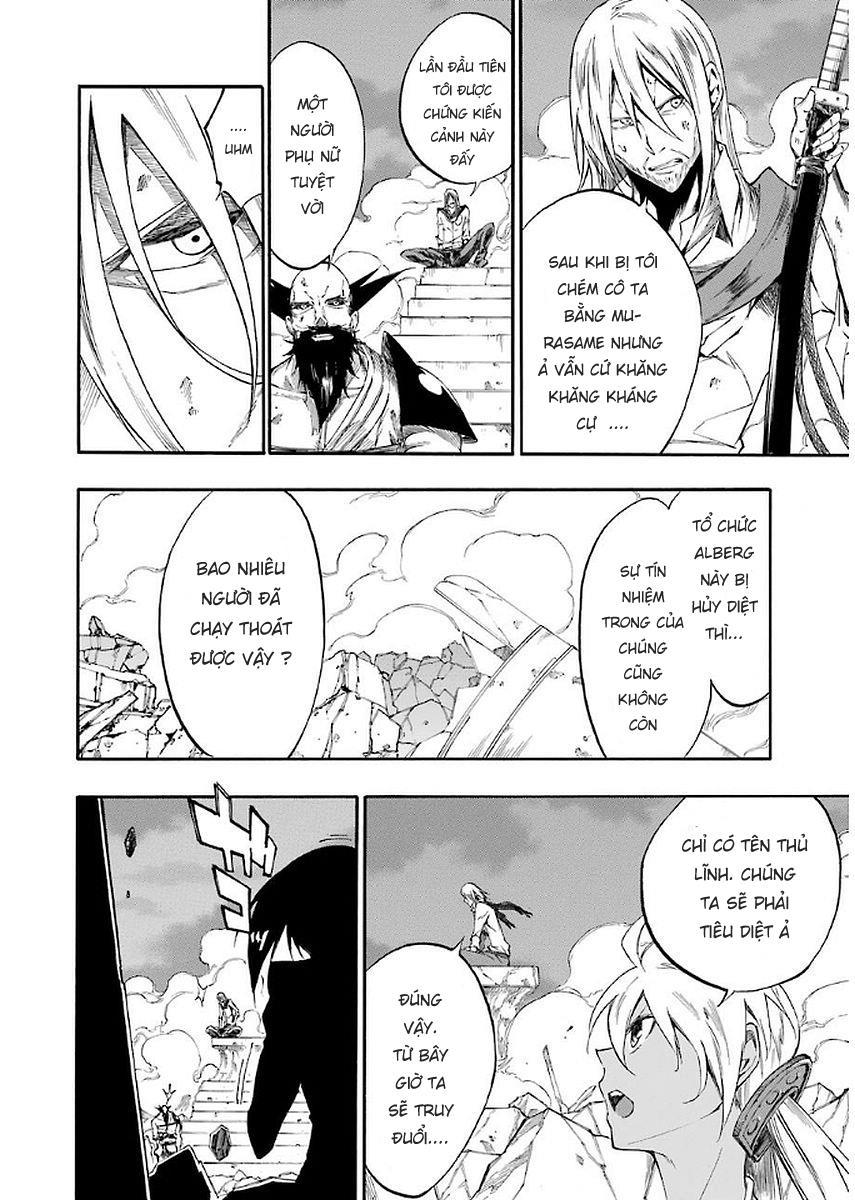 SAU KHI BỊ TỚI
CHÉM CÔ TA
BẰNG MU-
RASAME NHƯNG
Ả VẪN CỨ KHĂNG
KHĂNG KHÁNG
CỰ ....
LẦN ĐẦU TIÊN
TÔI ĐƯỢC
CHỨNG KIẾN
CẢNH NÀY
ĐẤY
MỘT
NGƯỜI
PHỤ NỮ
TUYỆT
VỜI
....
UHM
TỔ CHỨC
ALBERG
NÀY BỊ
HỦY DIỆT
THÌ...
SỰ TÍN
NHIỆM
TRONG CỦA
CHÚNG
CŨNG
KHÔNG
CÒN
BAO NHIÊU
NGƯỜI ĐÃ
CHẠY THOÁT
ĐƯỢC VẬY ?
CHỈ CÓ TÊN THỦ
LĨNH. CHÚNG
TA SẼ PHẢI
TIÊU DIỆT Ả
ĐÚNG
VẬY.
TỪ BÂY
GIỜ TA
SẼ TRUY
ĐUỔI....